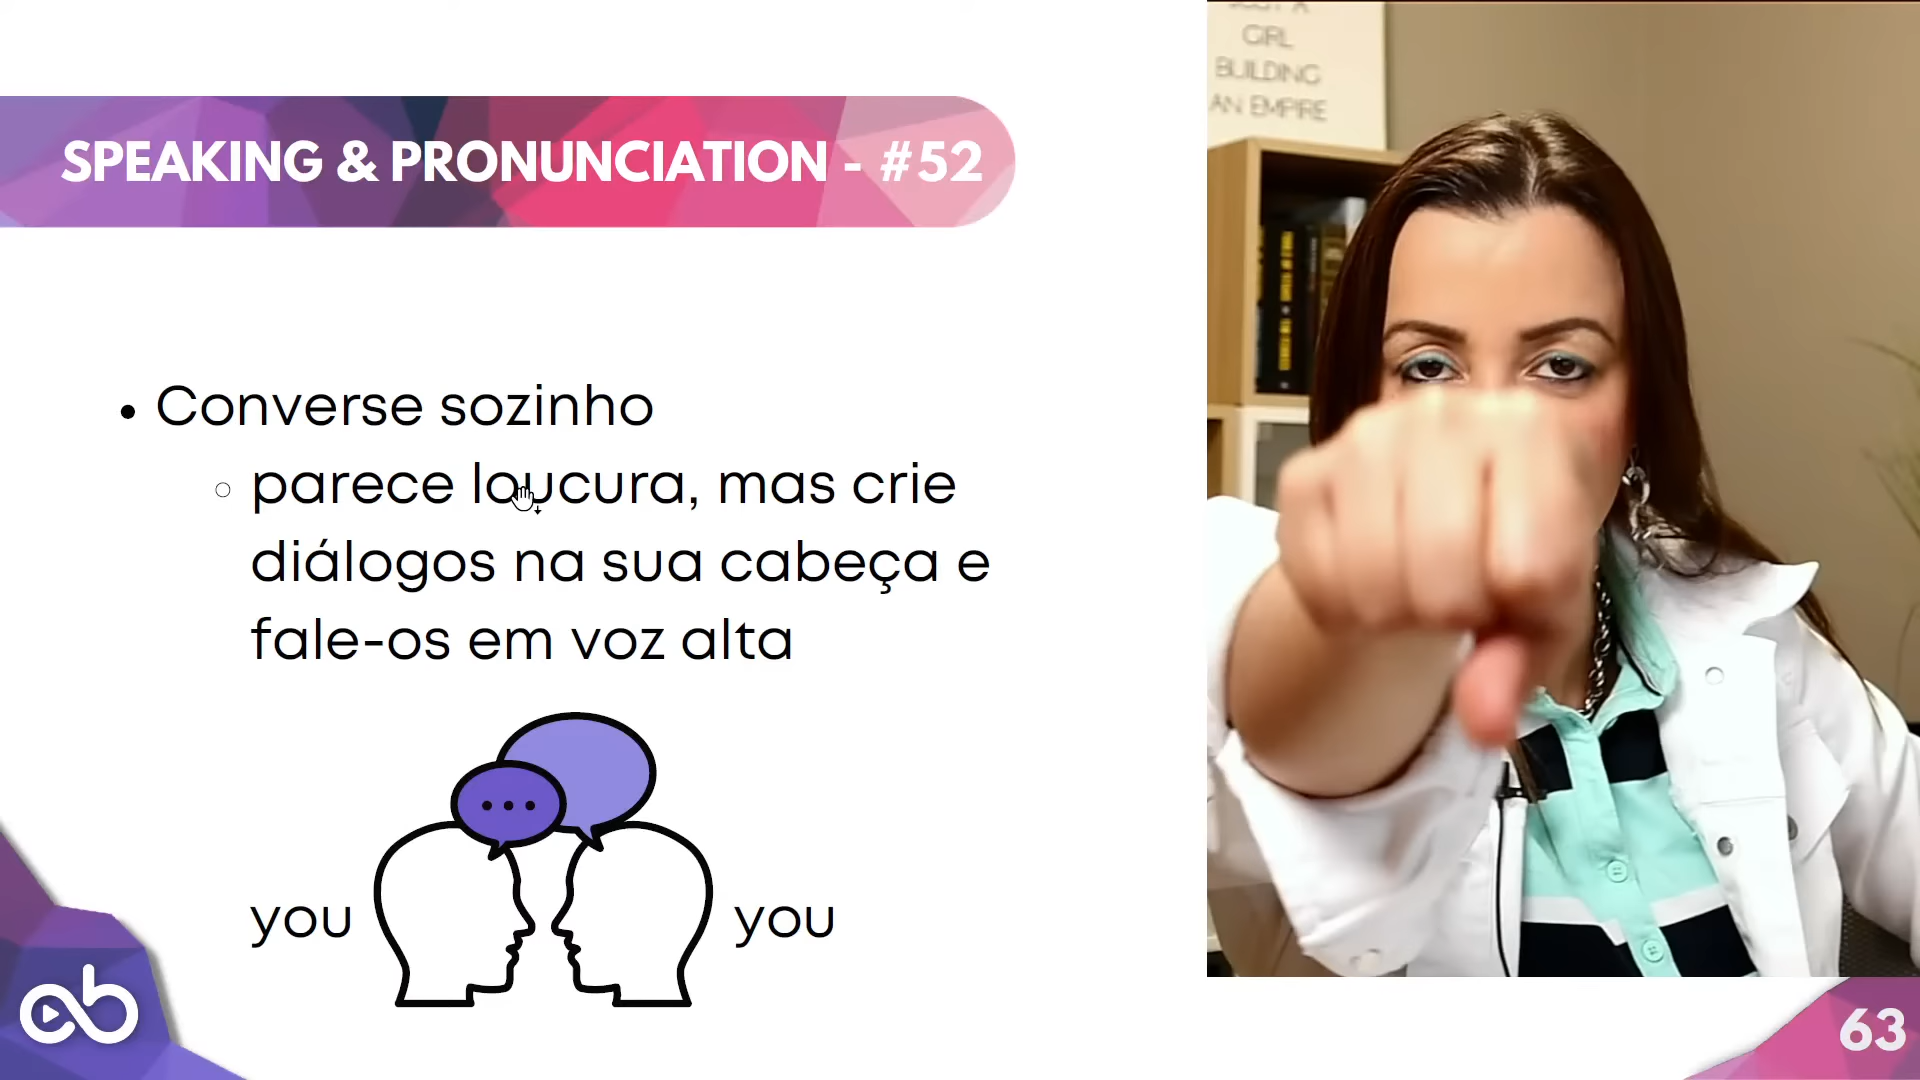 SPEAKING & PRONUNCIATION - #52
• Converse sozinho
○ parece loucura, mas crie
diálogos na sua cabeça e
fale-os em voz alta
you
you
GIRL
BUILDING
AN EMPIRE
63